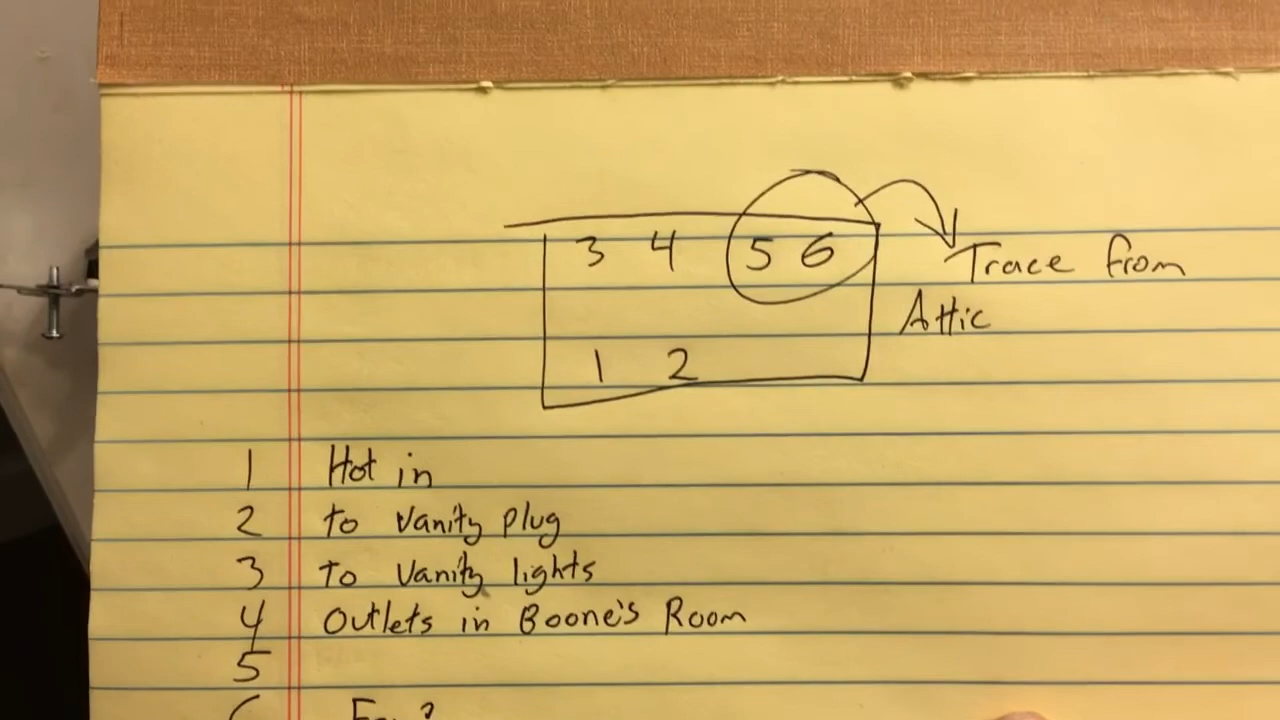 3 4 5 6
Trace from
Attic
1 2
1 Hot in
2 to Vanity plug
3 to Vanity lights
4 Outlets in Boone's Room
5